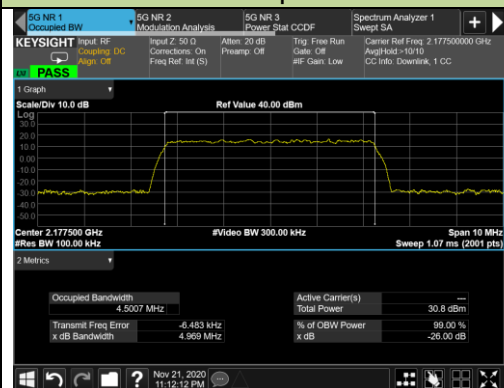 5G NR 1
Occupied BW
5G NR 2
Modulation Analysis
5G NR 3
Power Stat CCDF
Spectrum Analyzer 1
Swept SA
KEYSIGHT
Input: RF
Coupling: DC
Align: Off
Input Z: 50 Ω
Corrections: On
Freq Ref: Int (S)
Atten: 20 dB
Preamp: Off
Trig: Free Run
Gate: Off
#IF Gain: Low
Carrier Ref Freq: 2.177500000 GHz
Avg|Hold:>10/10
CC Info: Downlink, 1 CC
LM PASS
1 Graph
Scale/Div 10.0 dB
Ref Value 40.00 dBm
Log
30.0
20.0
10.0
0.00
-10.0
-20.0
-30.0
-40.0
-50.0
Center 2.177500 GHz
#Video BW 300.00 kHz
Span 10 MHz
#Res BW 100.00 kHz
Sweep 1.07 ms (2001 pts)
2 Metrics
Occupied Bandwidth
4.5007 MHz
Active Carrier(s) ---
Total Power 30.8 dBm
Transmit Freq Error -6.483 kHz
% of OBW Power 99.00 %
x dB Bandwidth 4.969 MHz
x dB -26.00 dB
Nov 21, 2020
11:12:12 PM